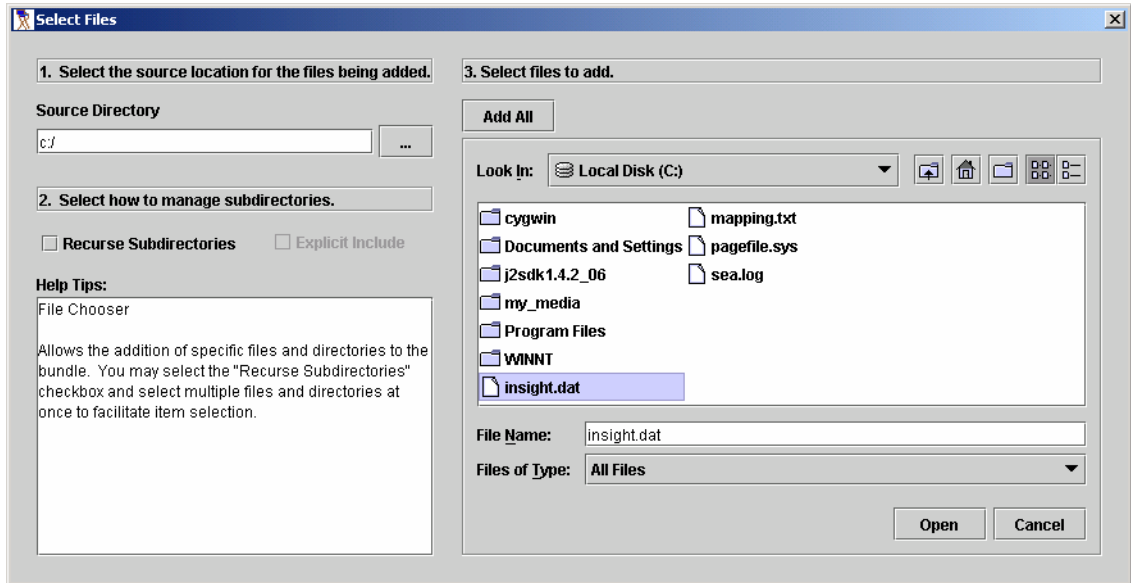 Select Files
1. Select the source location for the files being added.
Source Directory
c:/
...
2. Select how to manage subdirectories.
Recurse Subdirectories
Explicit Include
Help Tips:
File Chooser
Allows the addition of specific files and directories to the
bundle. You may select the "Recurse Subdirectories"
checkbox and select multiple files and directories at
once to facilitate item selection.
3. Select files to add.
Add All
Look In:
Local Disk (C:)
cygwin
Documents and Settings
j2sdk1.4.2_06
my_media
Program Files
WINNT
insight.dat
mapping.txt
pagefile.sys
sea.log
File Name:
insight.dat
Files of Type:
All Files
Open
Cancel